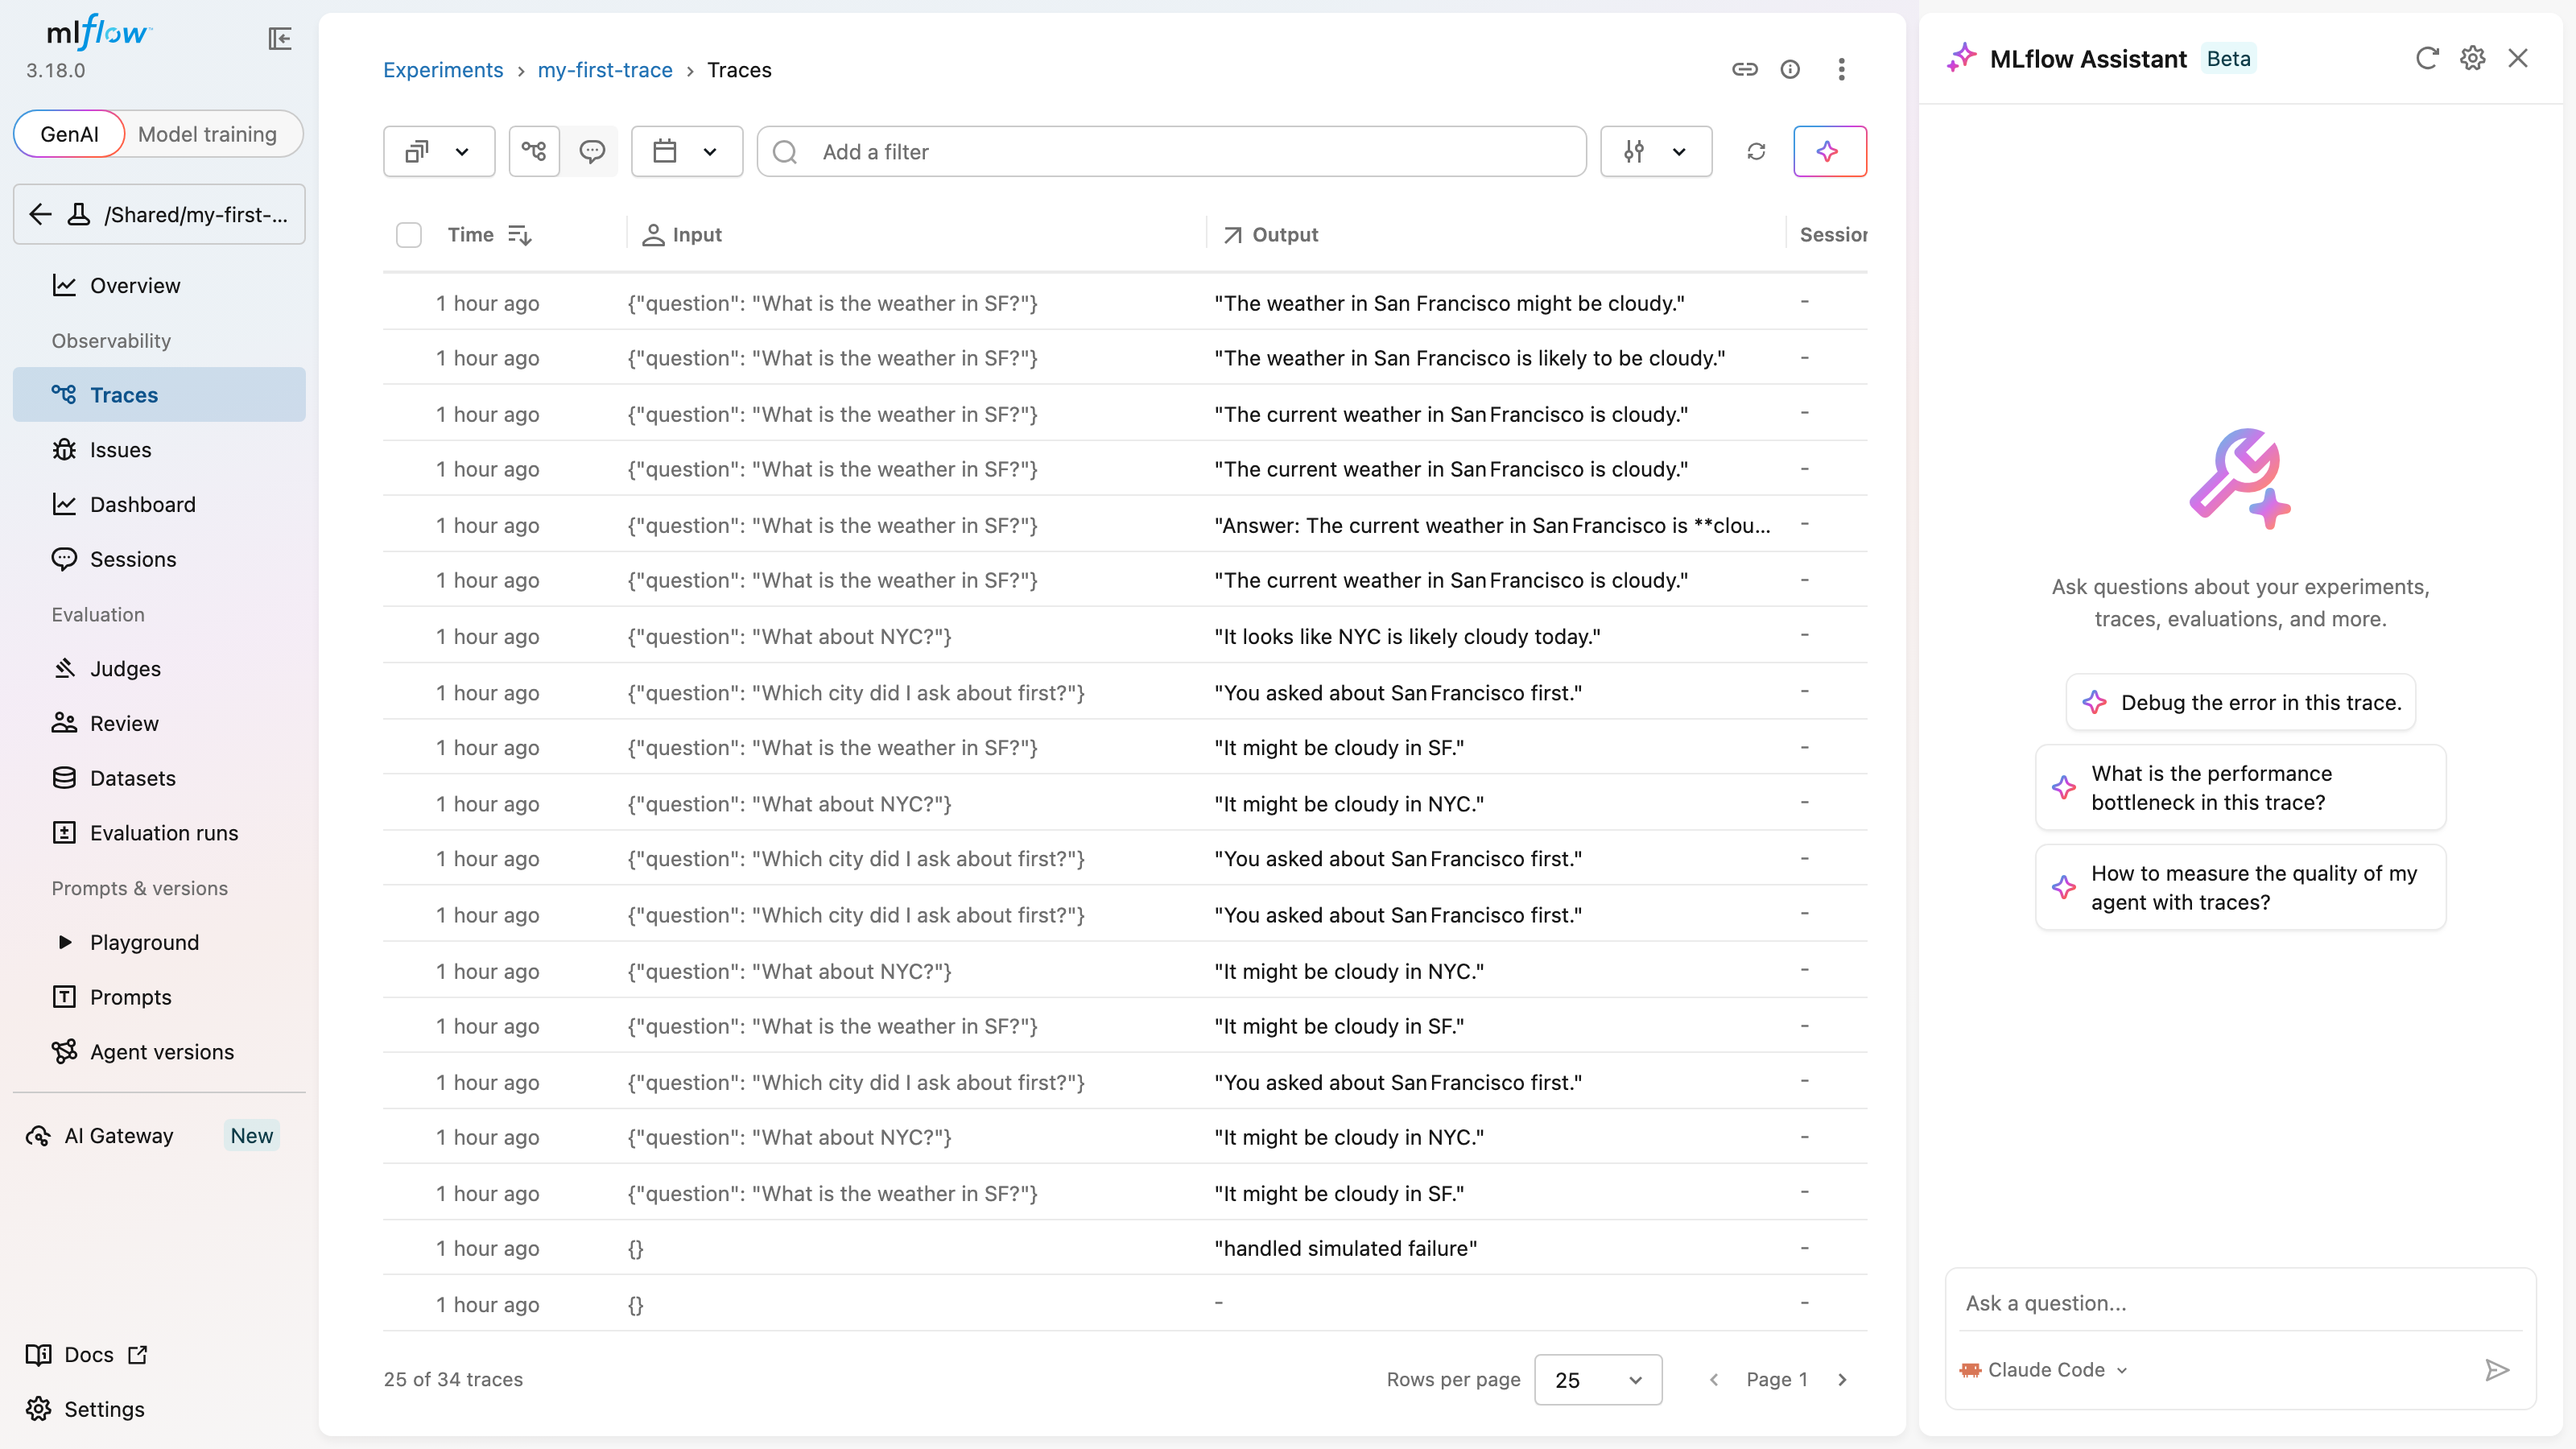 mlflow
3.18.0
GenAI
Model training
/Shared/my-first-...
Overview
Observability
Traces
Issues
Dashboard
Sessions
Evaluation
Judges
Review
Datasets
Evaluation runs
Prompts & versions
Playground
Prompts
Agent versions
AI Gateway New
Docs
Settings
Experiments › my-first-trace › Traces
Add a filter
Time Input Output Session
1 hour ago {"question": "What is the weather in SF?"} "The weather in San Francisco might be cloudy." -
1 hour ago {"question": "What is the weather in SF?"} "The weather in San Francisco is likely to be cloudy." -
1 hour ago {"question": "What is the weather in SF?"} "The current weather in San Francisco is cloudy." -
1 hour ago {"question": "What is the weather in SF?"} "The current weather in San Francisco is cloudy." -
1 hour ago {"question": "What is the weather in SF?"} "Answer: The current weather in San Francisco is **clou... -
1 hour ago {"question": "What is the weather in SF?"} "The current weather in San Francisco is cloudy." -
1 hour ago {"question": "What about NYC?"} "It looks like NYC is likely cloudy today." -
1 hour ago {"question": "Which city did I ask about first?"} "You asked about San Francisco first." -
1 hour ago {"question": "What is the weather in SF?"} "It might be cloudy in SF." -
1 hour ago {"question": "What about NYC?"} "It might be cloudy in NYC." -
1 hour ago {"question": "Which city did I ask about first?"} "You asked about San Francisco first." -
1 hour ago {"question": "Which city did I ask about first?"} "You asked about San Francisco first." -
1 hour ago {"question": "What about NYC?"} "It might be cloudy in NYC." -
1 hour ago {"question": "What is the weather in SF?"} "It might be cloudy in SF." -
1 hour ago {"question": "Which city did I ask about first?"} "You asked about San Francisco first." -
1 hour ago {"question": "What about NYC?"} "It might be cloudy in NYC." -
1 hour ago {"question": "What is the weather in SF?"} "It might be cloudy in SF." -
1 hour ago {} "handled simulated failure" -
1 hour ago {} - -
25 of 34 traces
Rows per page 25
Page 1
MLflow Assistant Beta
Ask questions about your experiments,
traces, evaluations, and more.
Debug the error in this trace.
What is the performance
bottleneck in this trace?
How to measure the quality of my
agent with traces?
Ask a question...
Claude Code